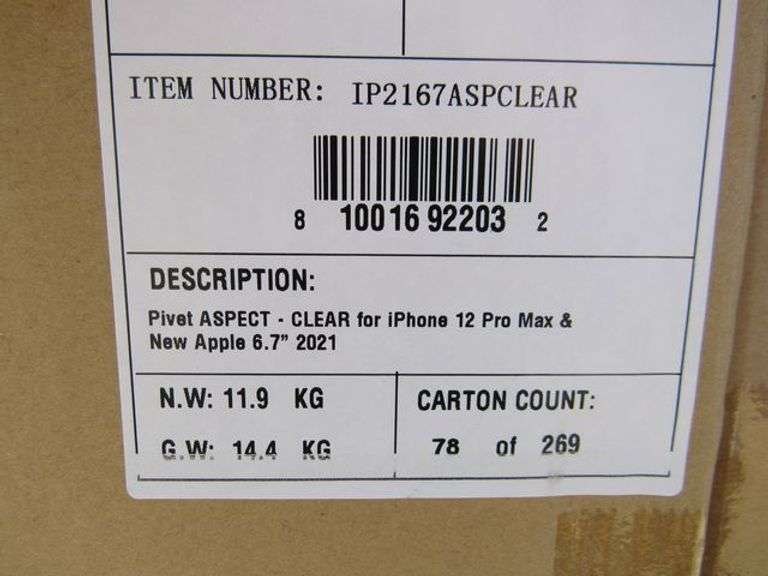 ITEM NUMBER: IP2167ASPCLEAR
8 10016 92203 2
DESCRIPTION:
Pivet ASPECT - CLEAR for iPhone 12 Pro Max &
New Apple 6.7” 2021
N.W: 11.9 KG
CARTON COUNT:
G.W: 14.4 KG
78 of 269